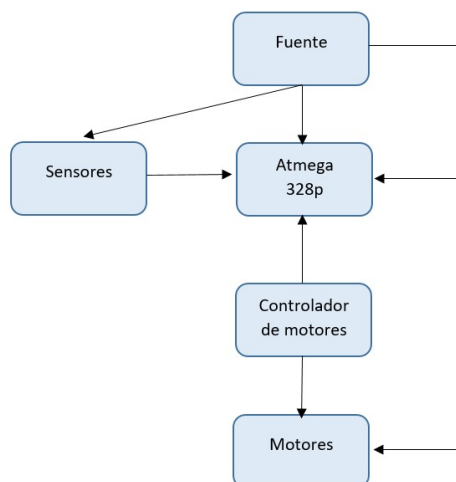 Fuente
Sensores
Atmega
328p
Controlador
de motores
Motores